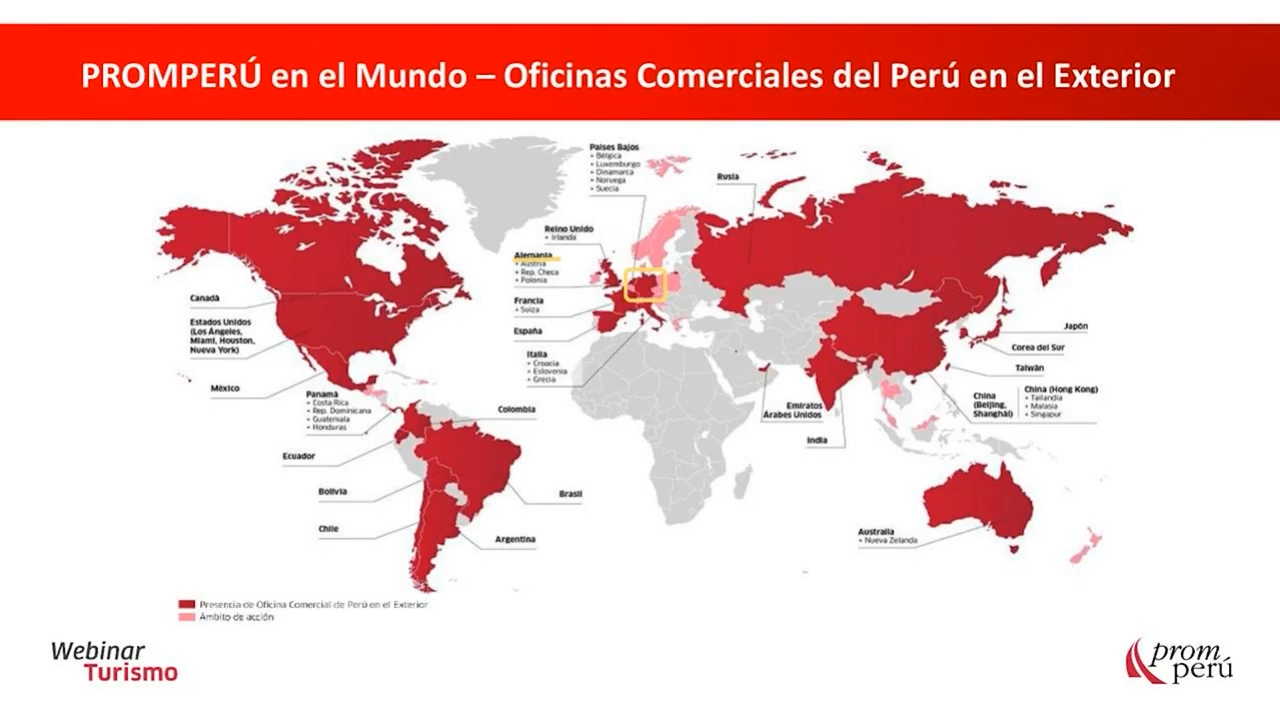 PROMPERÚ en el Mundo – Oficinas Comerciales del Perú en el Exterior
Países Bajos
+ Bélgica
+ Luxemburgo
+ Dinamarca
+ Noruega
+ Suecia
Rusia
Reino Unido
+ Irlanda
Alemania
+ Austria
+ Rep. Checa
+ Polonia
Francia
+ Suiza
España
Italia
+ Croacia
+ Eslovenia
+ Grecia
Canadá
Estados Unidos
(Los Ángeles,
Miami, Houston,
Nueva York)
México
Panamá
+ Costa Rica
+ Rep. Dominicana
+ Guatemala
+ Honduras
Colombia
Ecuador
Bolivia
Chile
Brasil
Argentina
Emiratos
Árabes Unidos
India
Japón
Corea del Sur
Taiwán
China
(Beijing,
Shanghái)
China (Hong Kong)
+ Tailandia
+ Malasia
+ Singapur
Australia
+ Nueva Zelanda
Presencia de Oficina Comercial de Perú en el Exterior
Ámbito de acción
Webinar
Turismo
prom
perú